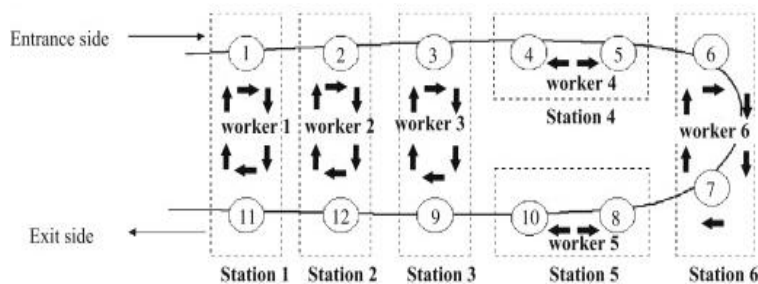 Entrance side
1 2 3 4 5 6
worker 4
Station 4
worker 1 worker 2 worker 3 worker 6
7
11 12 9 10 8
Exit side
worker 5
Station 1 Station 2 Station 3 Station 5 Station 6